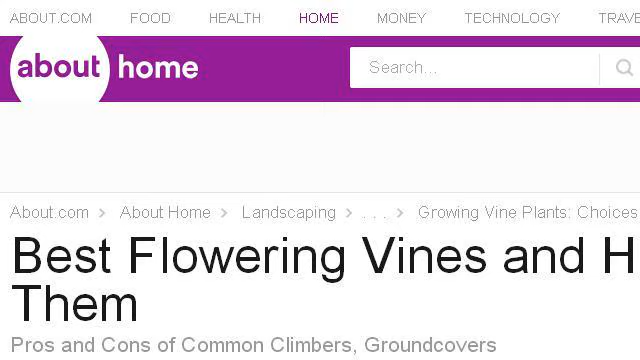 ABOUT.COM FOOD HEALTH HOME MONEY TECHNOLOGY TRAVE
about home Search...
About.com > About Home > Landscaping > . . . > Growing Vine Plants: Choices
Best Flowering Vines and H
Them
Pros and Cons of Common Climbers, Groundcovers